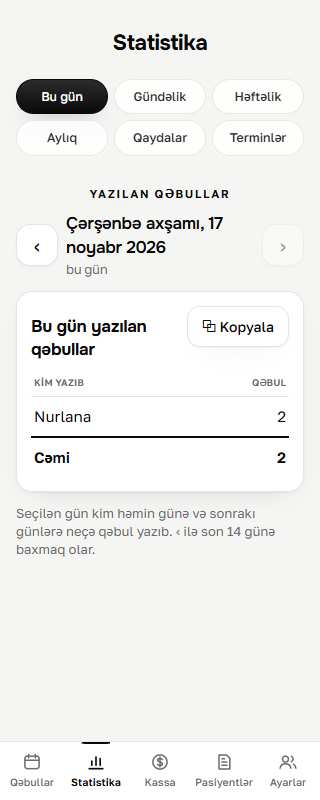 Statistika
Bu gün
Gündəlik
Həftəlik
Aylıq
Qaydalar
Terminlər
YAZILAN QƏBULLAR
‹
Çərşənbə axşamı, 17
noyabr 2026
bu gün
›
Bu gün yazılan
qəbullar
Kopyala
KİM YAZIB QƏBUL
Nurlana 2
Cəmi 2
Seçilən gün kim həmin günə və sonrakı
günlərə neçə qəbul yazıb. ‹ ilə son 14 günə
baxmaq olar.
Qəbullar
Statistika
Kassa
Pasiyentlər
Ayarlar